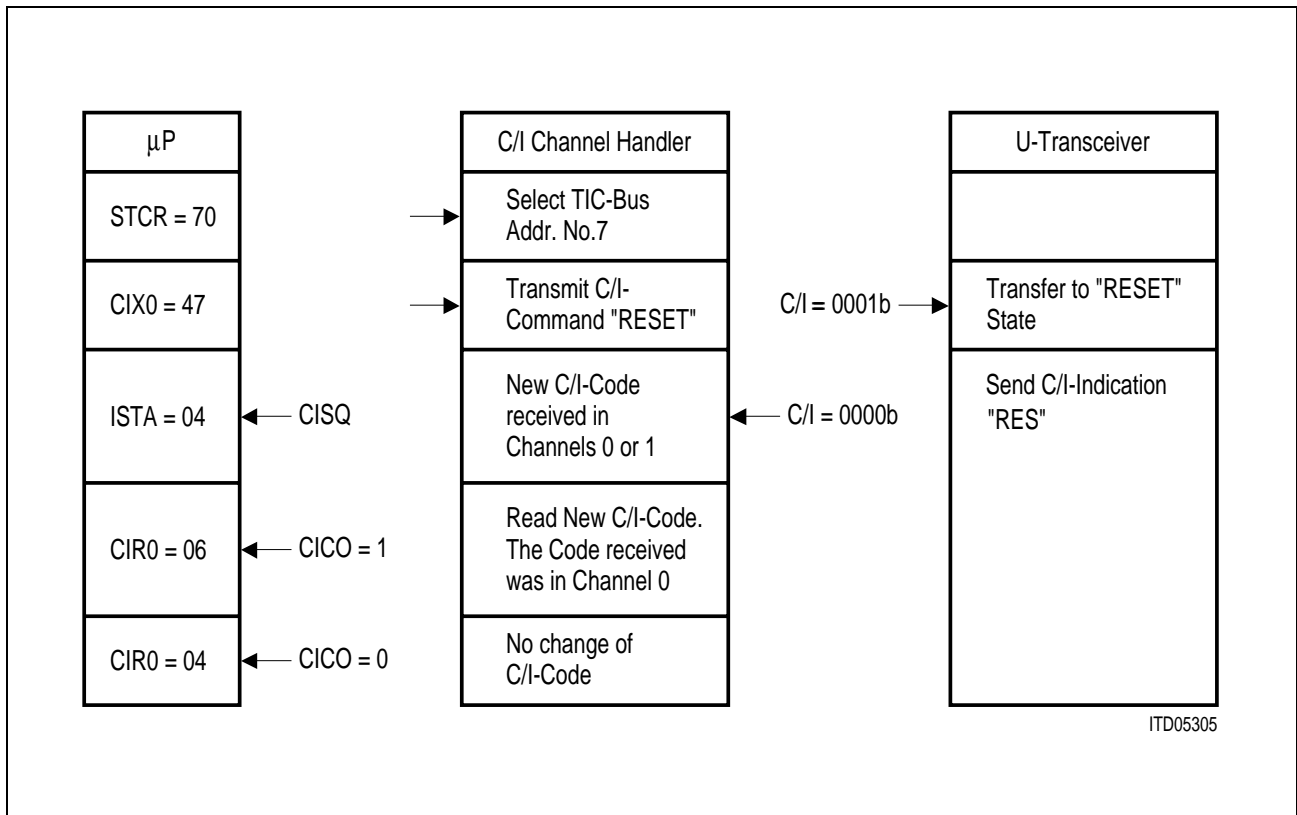 μP
STCR = 70
CIX0 = 47
ISTA = 04
CISQ
CIR0 = 06
CICO = 1
CIR0 = 04
CICO = 0
C/I Channel Handler
Select TIC-Bus
Addr. No.7
Transmit C/I-
Command "RESET"
New C/I-Code
received in
Channels 0 or 1
Read New C/I-Code.
The Code received
was in Channel 0
No change of
C/I-Code
C/I = 0001b
C/I = 0000b
U-Transceiver
Transfer to "RESET"
State
Send C/I-Indication
"RES"
ITD05305